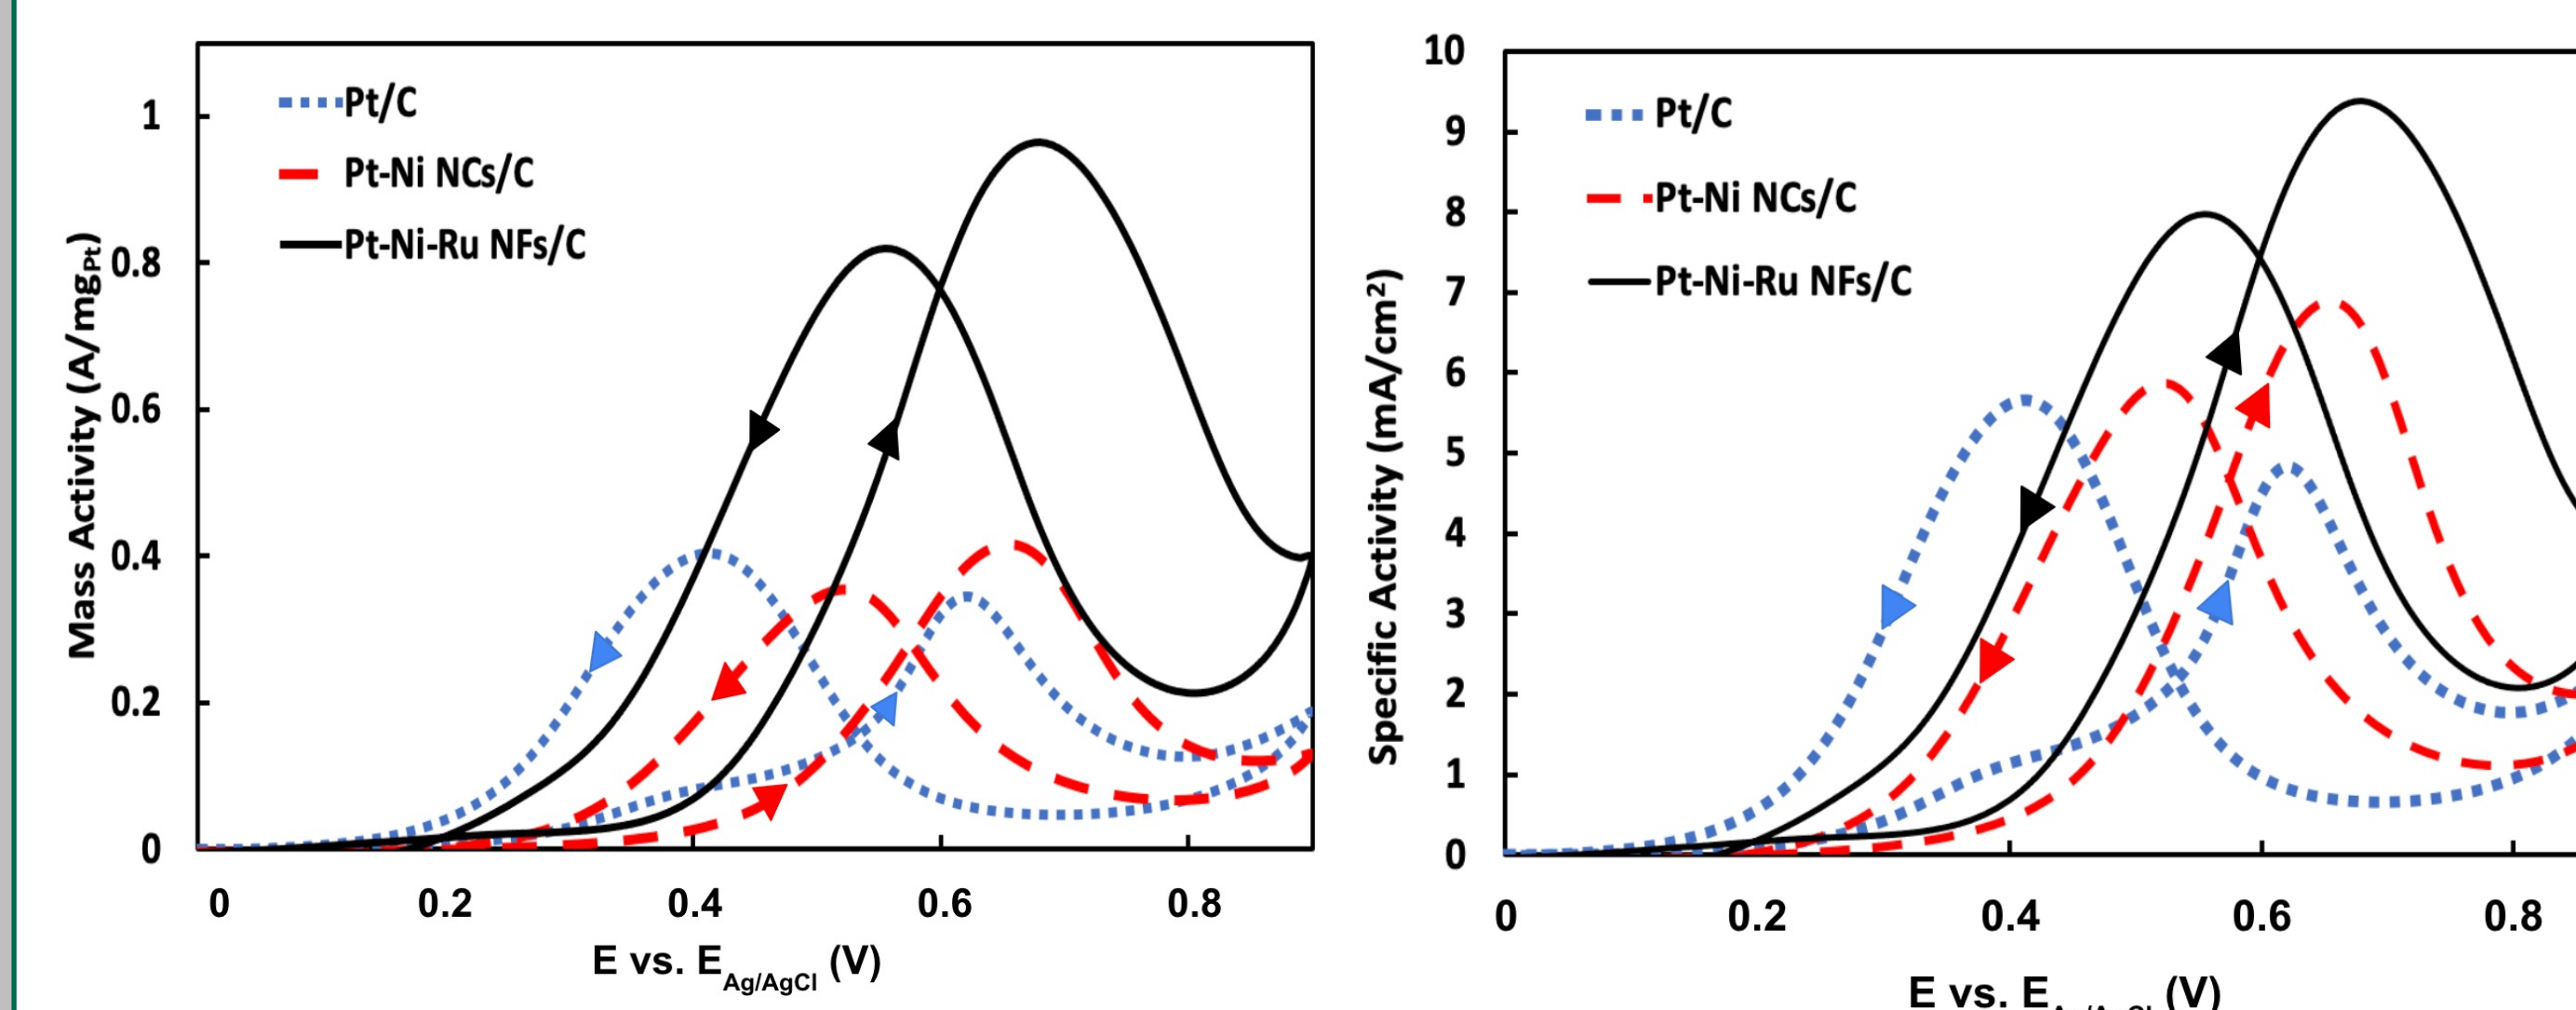 Pt/C
Pt-Ni NCs/C
Pt-Ni-Ru NFs/C
Mass Activity (A/mgPt)
1
0.8
0.6
0.4
0.2
0
0 0.2 0.4 0.6 0.8
E vs. EAg/AgCl (V)
Pt/C
Pt-Ni NCs/C
Pt-Ni-Ru NFs/C
Specific Activity (mA/cm²)
10
9
8
7
6
5
4
3
2
1
0
0 0.2 0.4 0.6 0.8
E vs. E (V)